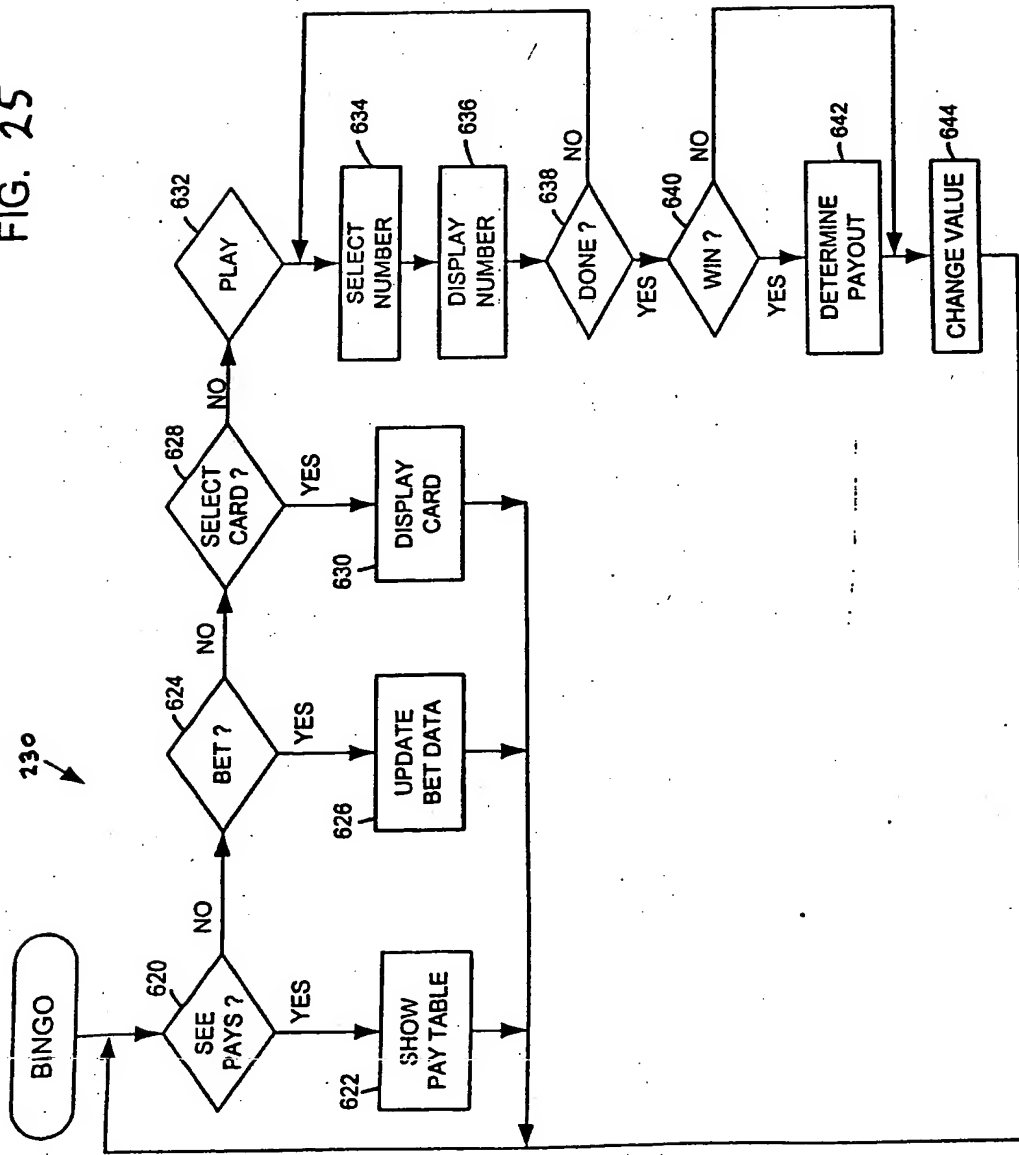 FIG. 25
230
BINGO
620
SEE
PAYS ?
YES
NO
622
SHOW
PAY TABLE
624
BET ?
YES
NO
626
UPDATE
BET DATA
628
SELECT
CARD ?
YES
NO
630
DISPLAY
CARD
632
PLAY
634
SELECT
NUMBER
636
DISPLAY
NUMBER
638
DONE ?
NO
YES
640
WIN ?
NO
YES
642
DETERMINE
PAYOUT
644
CHANGE VALUE